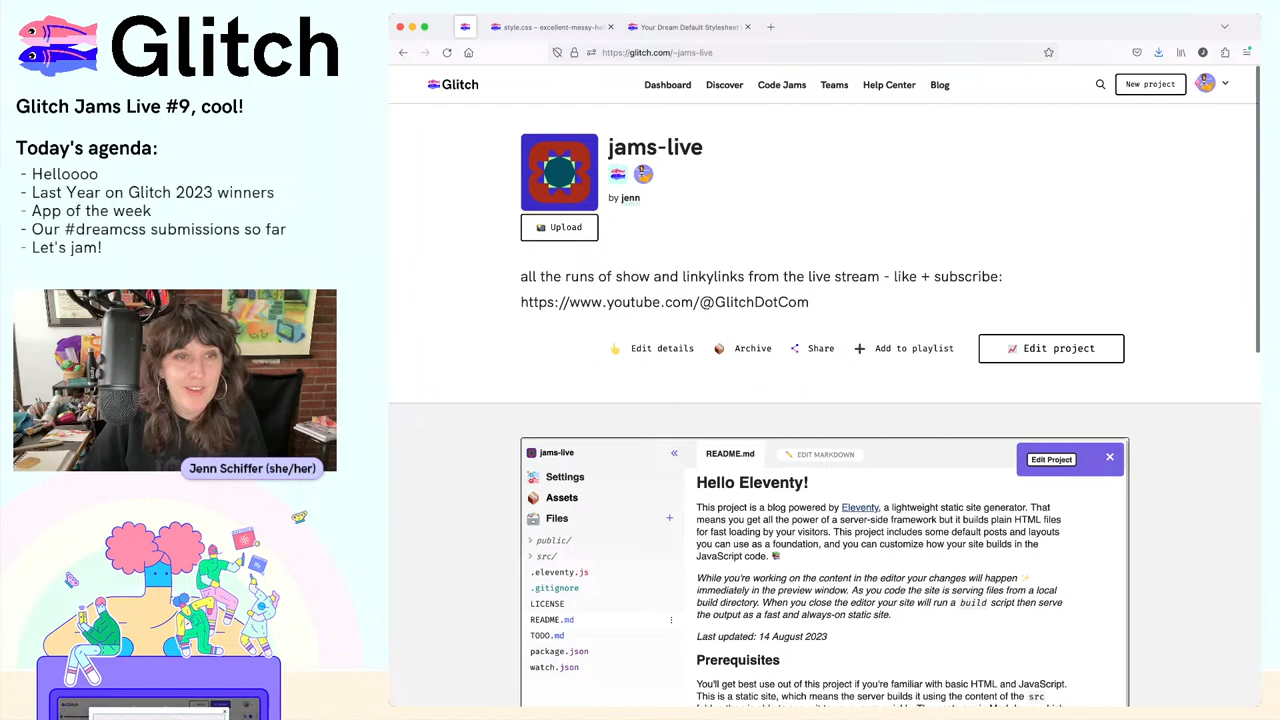 Glitch
Glitch Jams Live #9, cool!
Today's agenda:
- Helloooo
- Last Year on Glitch 2023 winners
- App of the week
- Our #dreamcss submissions so far
- Let's jam!
Jenn Schiffer (she/her)
style.css – excellent-messy-he
Your Dream Default Stylesheet
https://glitch.com/~jams-live
Glitch
Dashboard
Discover
Code Jams
Teams
Help Center
Blog
New project
jams-live
by jenn
Upload
all the runs of show and linkylinks from the live stream - like + subscribe:
https://www.youtube.com/@GlitchDotCom
Edit details
Archive
Share
Add to playlist
Edit project
jams-live
Settings
Assets
Files
public/
src/
.eleventy.js
.gitignore
LICENSE
README.md
TODO.md
package.json
watch.json
README.md
EDIT MARKDOWN
Edit Project
Hello Eleventy!
This project is a blog powered by Eleventy, a lightweight static site generator. That
means you get all the power of a server-side framework but it builds plain HTML files
for fast loading by your visitors. This project includes some default posts and layouts
you can use as a foundation, and you can customize how your site builds in the
JavaScript code.
While you're working on the content in the editor your changes will happen
immediately in the preview window. As you code the site is serving files from a local
build directory. When you close the editor your site will run a build script then serve
the output as a fast and always-on static site.
Last updated: 14 August 2023
Prerequisites
You'll get best use out of this project if you're familiar with basic HTML and JavaScript.
This is a static site, which means the server builds it using the content of the src